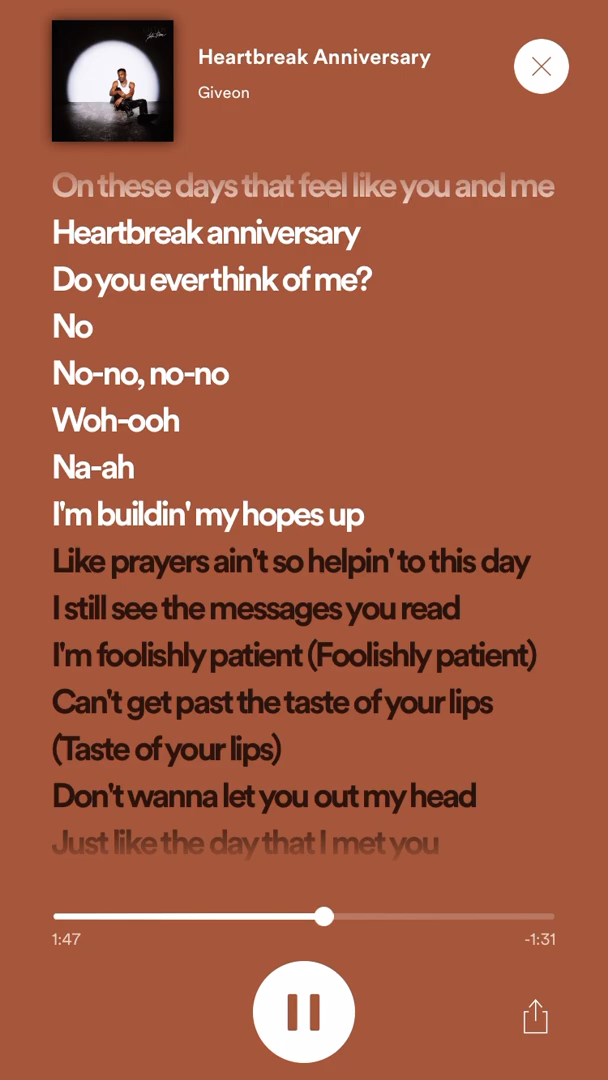 Heartbreak Anniversary
Giveon
On these days that feel like you and me
Heartbreak anniversary
Do you ever think of me?
No
No-no, no-no
Woh-ooh
Na-ah
I'm buildin' my hopes up
Like prayers ain't so helpin' to this day
I still see the messages you read
I'm foolishly patient (Foolishly patient)
Can't get past the taste of your lips
(Taste of your lips)
Don't wanna let you out my head
Just like the day that I met you
1:47
-1:31